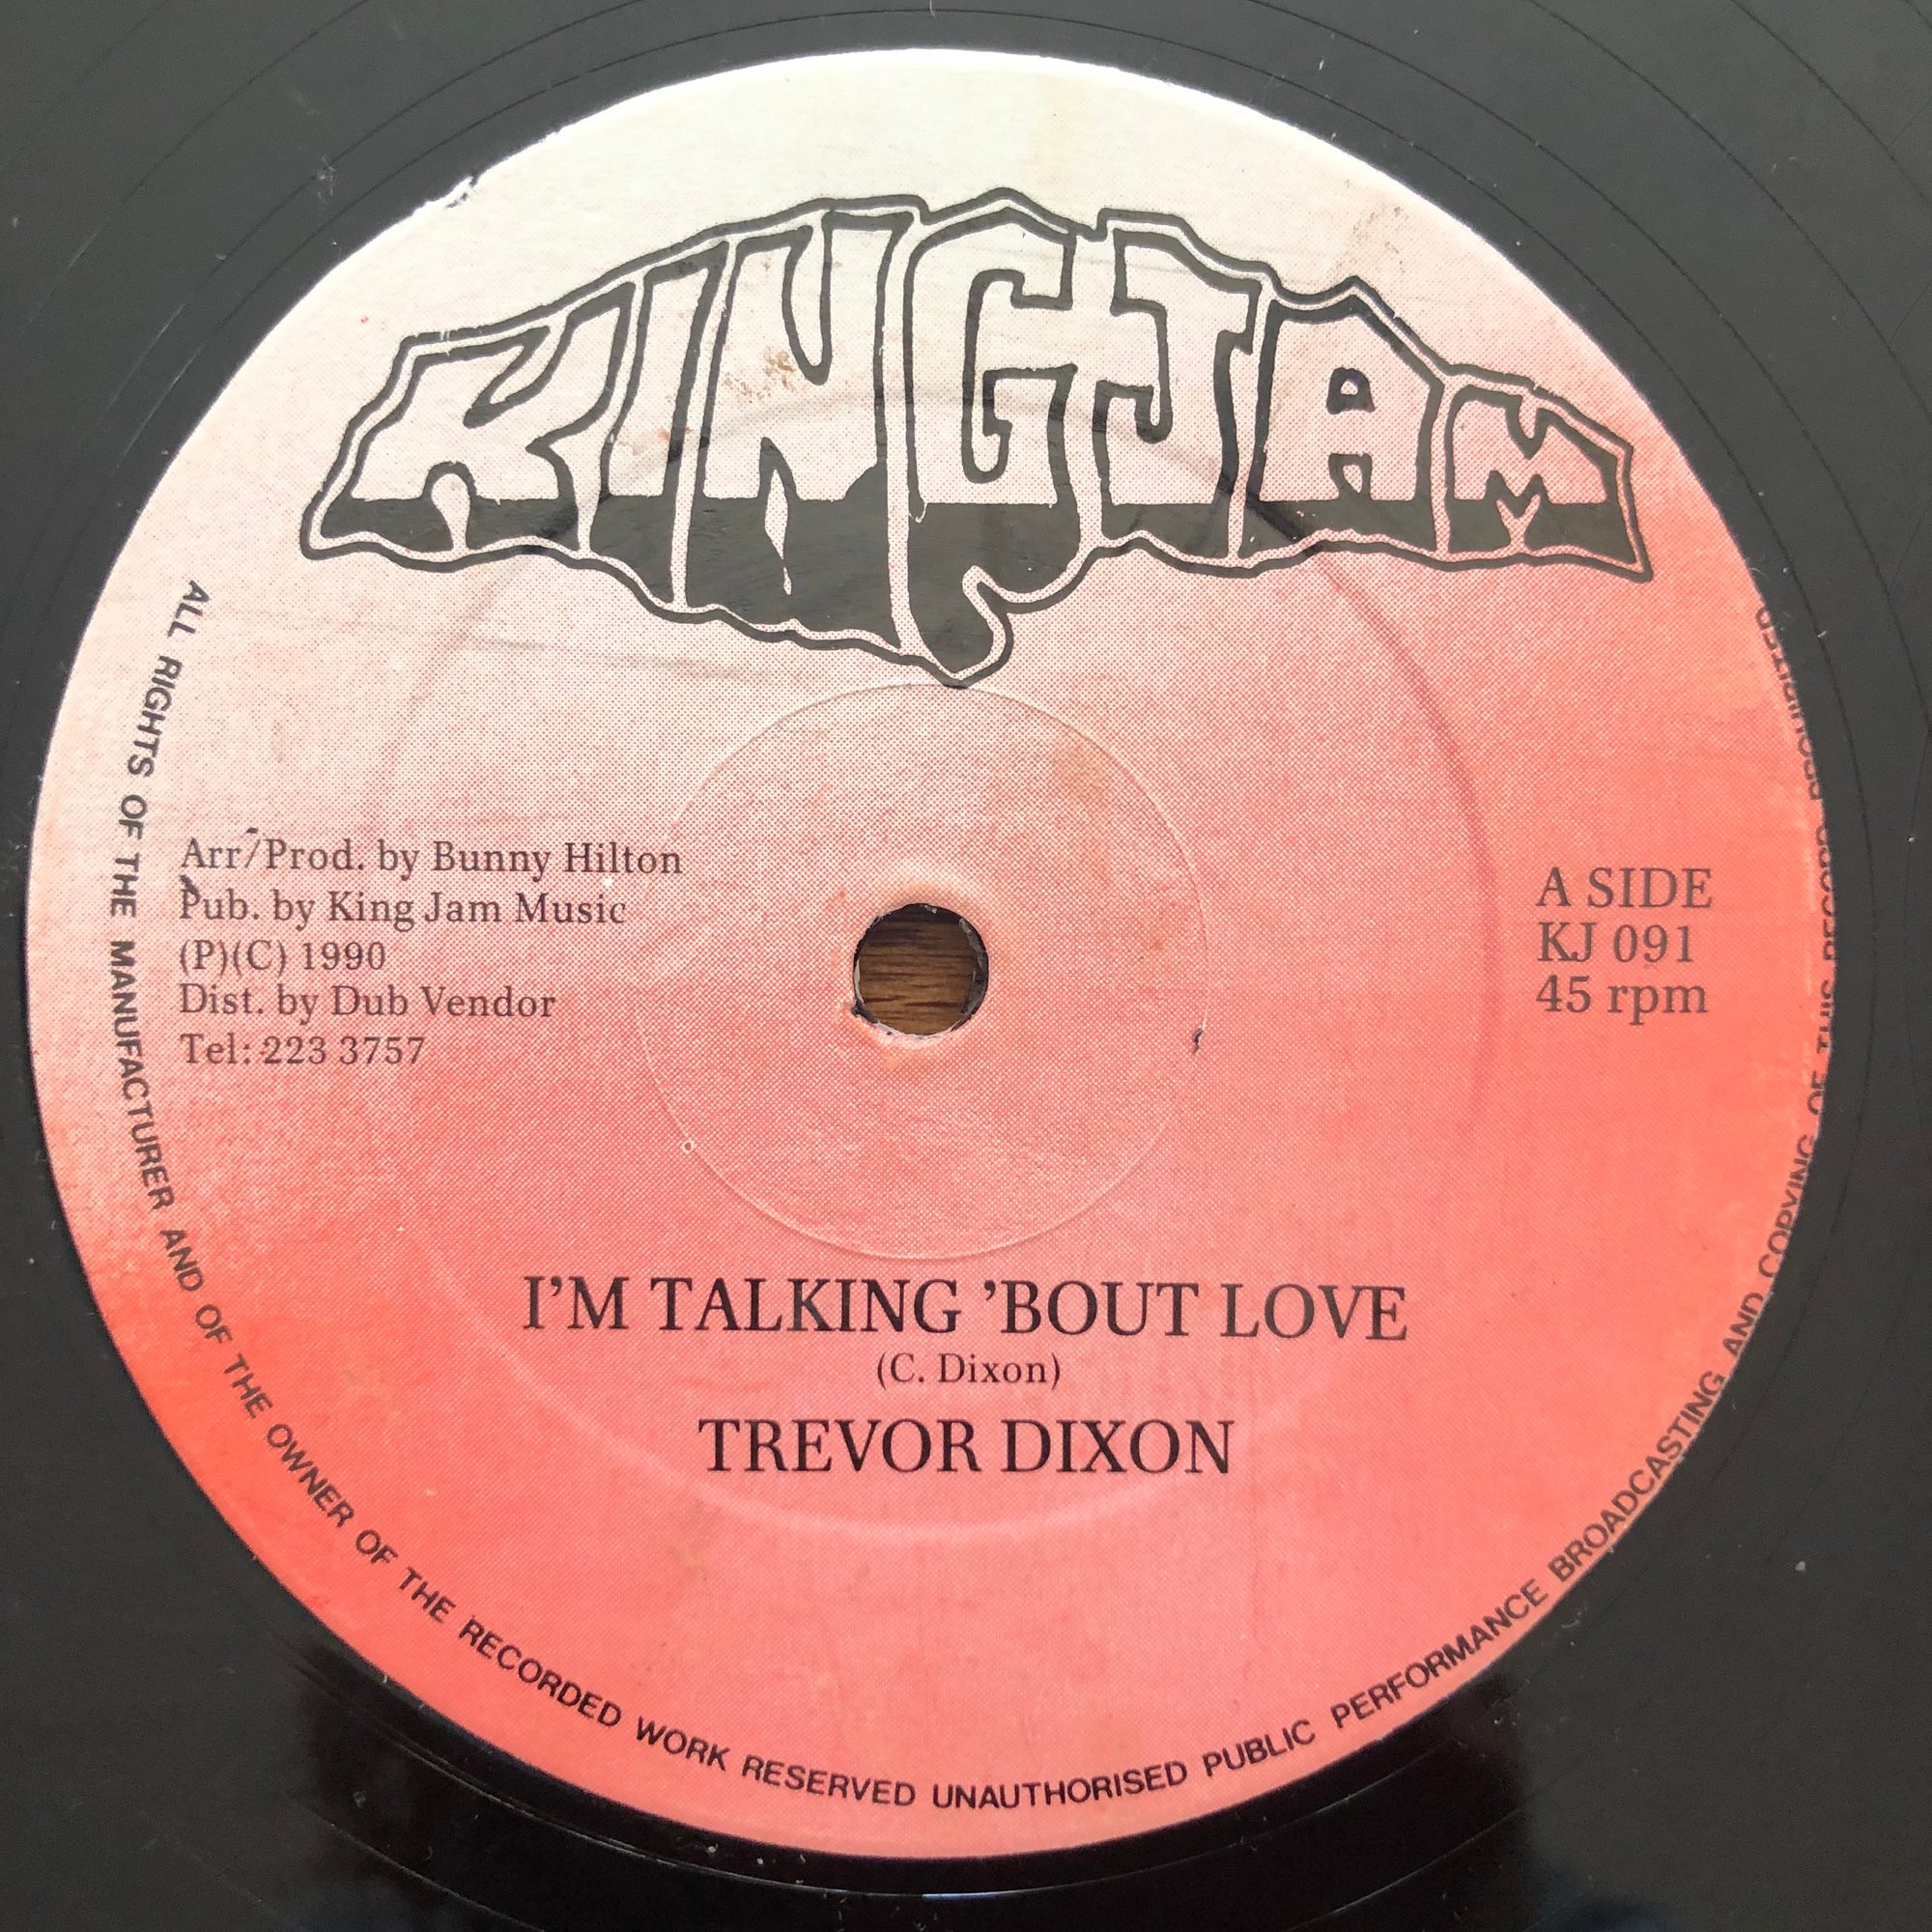 KING JAM
Arr/Prod. by Bunny Hilton
Pub. by King Jam Music
(P)(C) 1990
Dist. by Dub Vendor
Tel: 223 3757
A SIDE
KJ 091
45 rpm
I'M TALKING 'BOUT LOVE
(C. Dixon)
TREVOR DIXON
ALL RIGHTS OF THE MANUFACTURER AND OF THE OWNER OF THE RECORDED WORK RESERVED UNAUTHORISED PUBLIC PERFORMANCE BROADCASTING AND COPYING OF THIS RECORD PROHIBITED